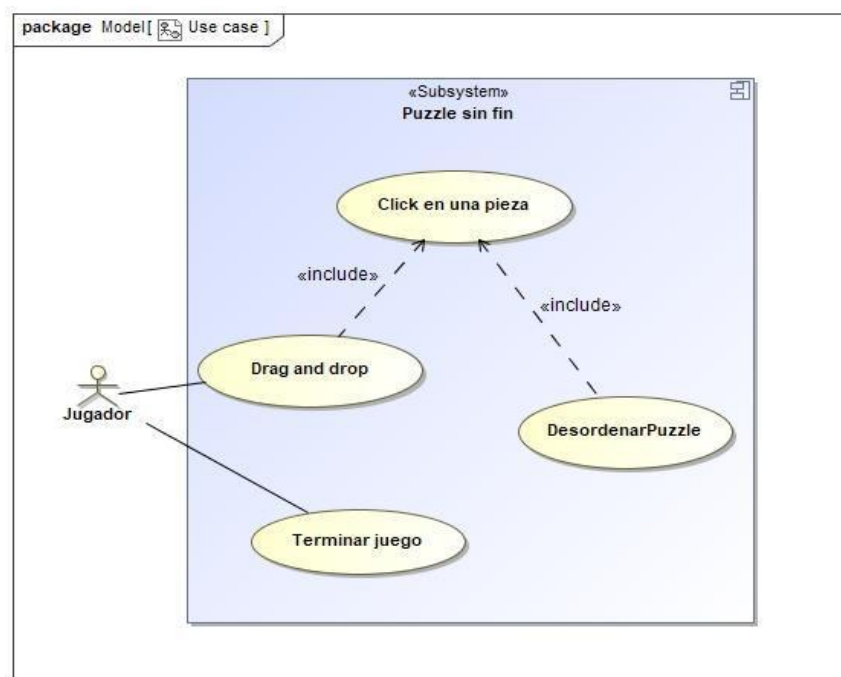 package Model[ Use case ]
«Subsystem»
Puzzle sin fin
Click en una pieza
«include»
«include»
Drag and drop
Jugador
DesordenarPuzzle
Terminar juego